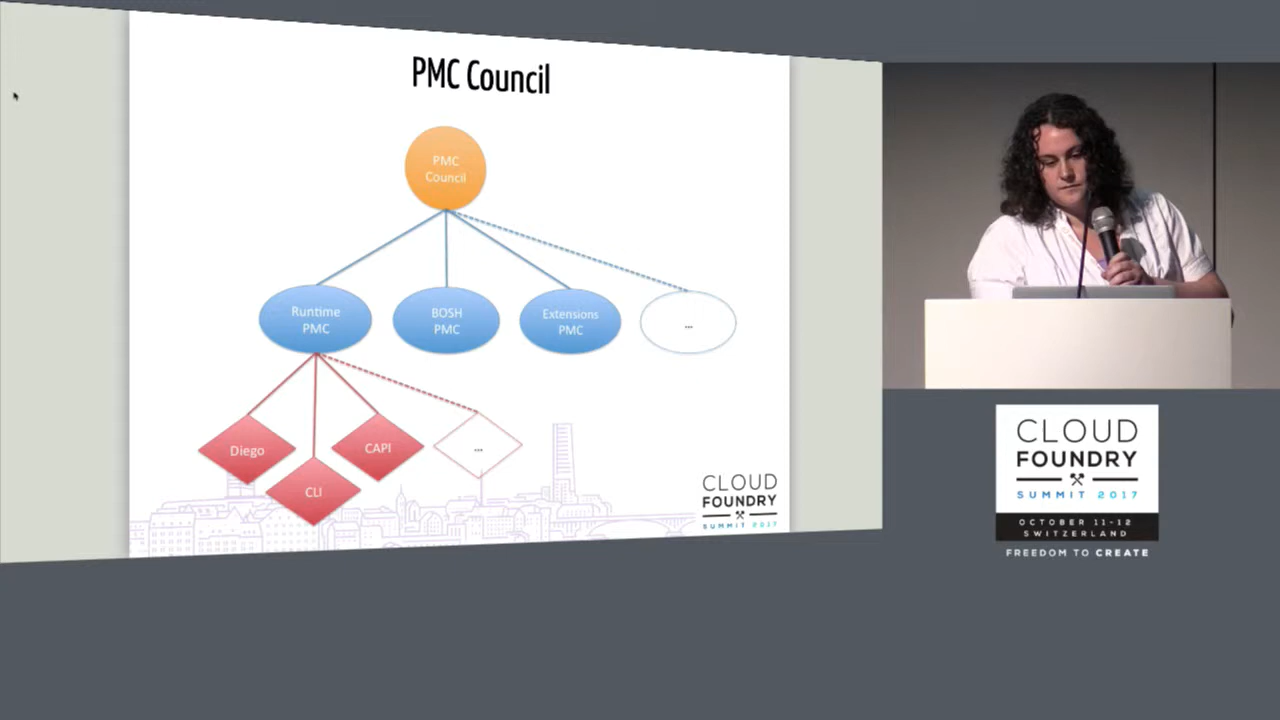 PMC Council
PMC
Council
Runtime
PMC
BOSH
PMC
Extensions
PMC
...
Diego
CLI
CAPI
...
CLOUD
FOUNDRY
SUMMIT 2017
CLOUD
FOUNDRY
SUMMIT 2017
OCTOBER 11-12
SWITZERLAND
FREEDOM TO CREATE